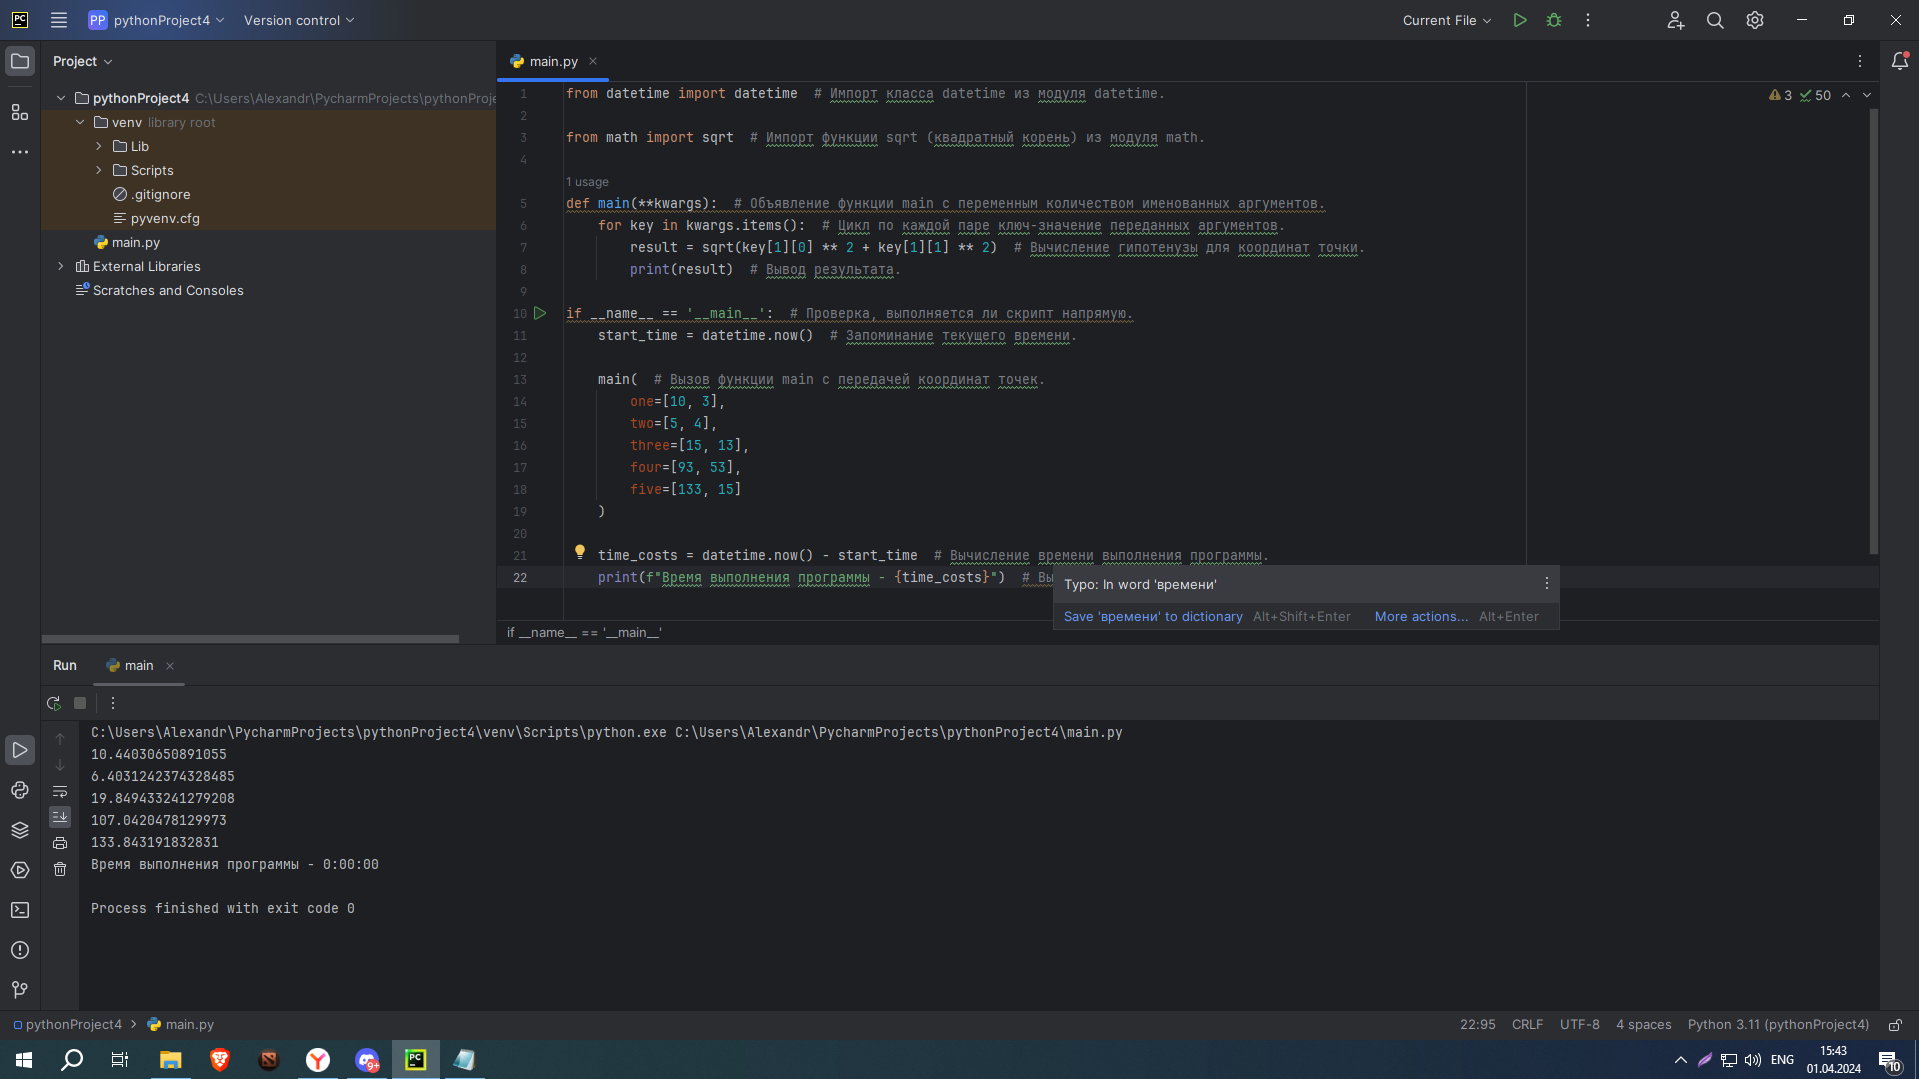 PC
PP pythonProject4
Version control
Current File
Project
main.py
pythonProject4 C:\Users\Alexandr\PycharmProjects\pythonProje
venv library root
Lib
Scripts
.gitignore
pyvenv.cfg
main.py
External Libraries
Scratches and Consoles
3 50
1 from datetime import datetime  # Импорт класса datetime из модуля datetime.
2
3 from math import sqrt  # Импорт функции sqrt (квадратный корень) из модуля math.
4
1 usage
5 def main(**kwargs):  # Объявление функции main с переменным количеством именованных аргументов.
6 for key in kwargs.items():  # Цикл по каждой паре ключ-значение переданных аргументов.
7 result = sqrt(key[1][0] ** 2 + key[1][1] ** 2)  # Вычисление гипотенузы для координат точки.
8 print(result)  # Вывод результата.
9
10 if __name__ == '__main__':  # Проверка, выполняется ли скрипт напрямую.
11 start_time = datetime.now()  # Запоминание текущего времени.
12
13 main(  # Вызов функции main с передачей координат точек.
14 one=[10, 3],
15 two=[5, 4],
16 three=[15, 13],
17 four=[93, 53],
18 five=[133, 15]
19 )
20
21 time_costs = datetime.now() - start_time  # Вычисление времени выполнения программы.
22 print(f"Время выполнения программы - {time_costs}")  # Вы
Typo: In word 'времени'
Save 'времени' to dictionary Alt+Shift+Enter More actions... Alt+Enter
if __name__ == '__main__'
Run main
C:\Users\Alexandr\PycharmProjects\pythonProject4\venv\Scripts\python.exe C:\Users\Alexandr\PycharmProjects\pythonProject4\main.py
10.44030650891055
6.4031242374328485
19.849433241279208
107.0420478129973
133.843191832831
Время выполнения программы - 0:00:00
Process finished with exit code 0
pythonProject4 > main.py
22:95 CRLF UTF-8 4 spaces Python 3.11 (pythonProject4)
9+
PC
ENG
15:43
01.04.2024
10